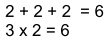 2 + 2 + 2 = 6
3 x 2 = 6